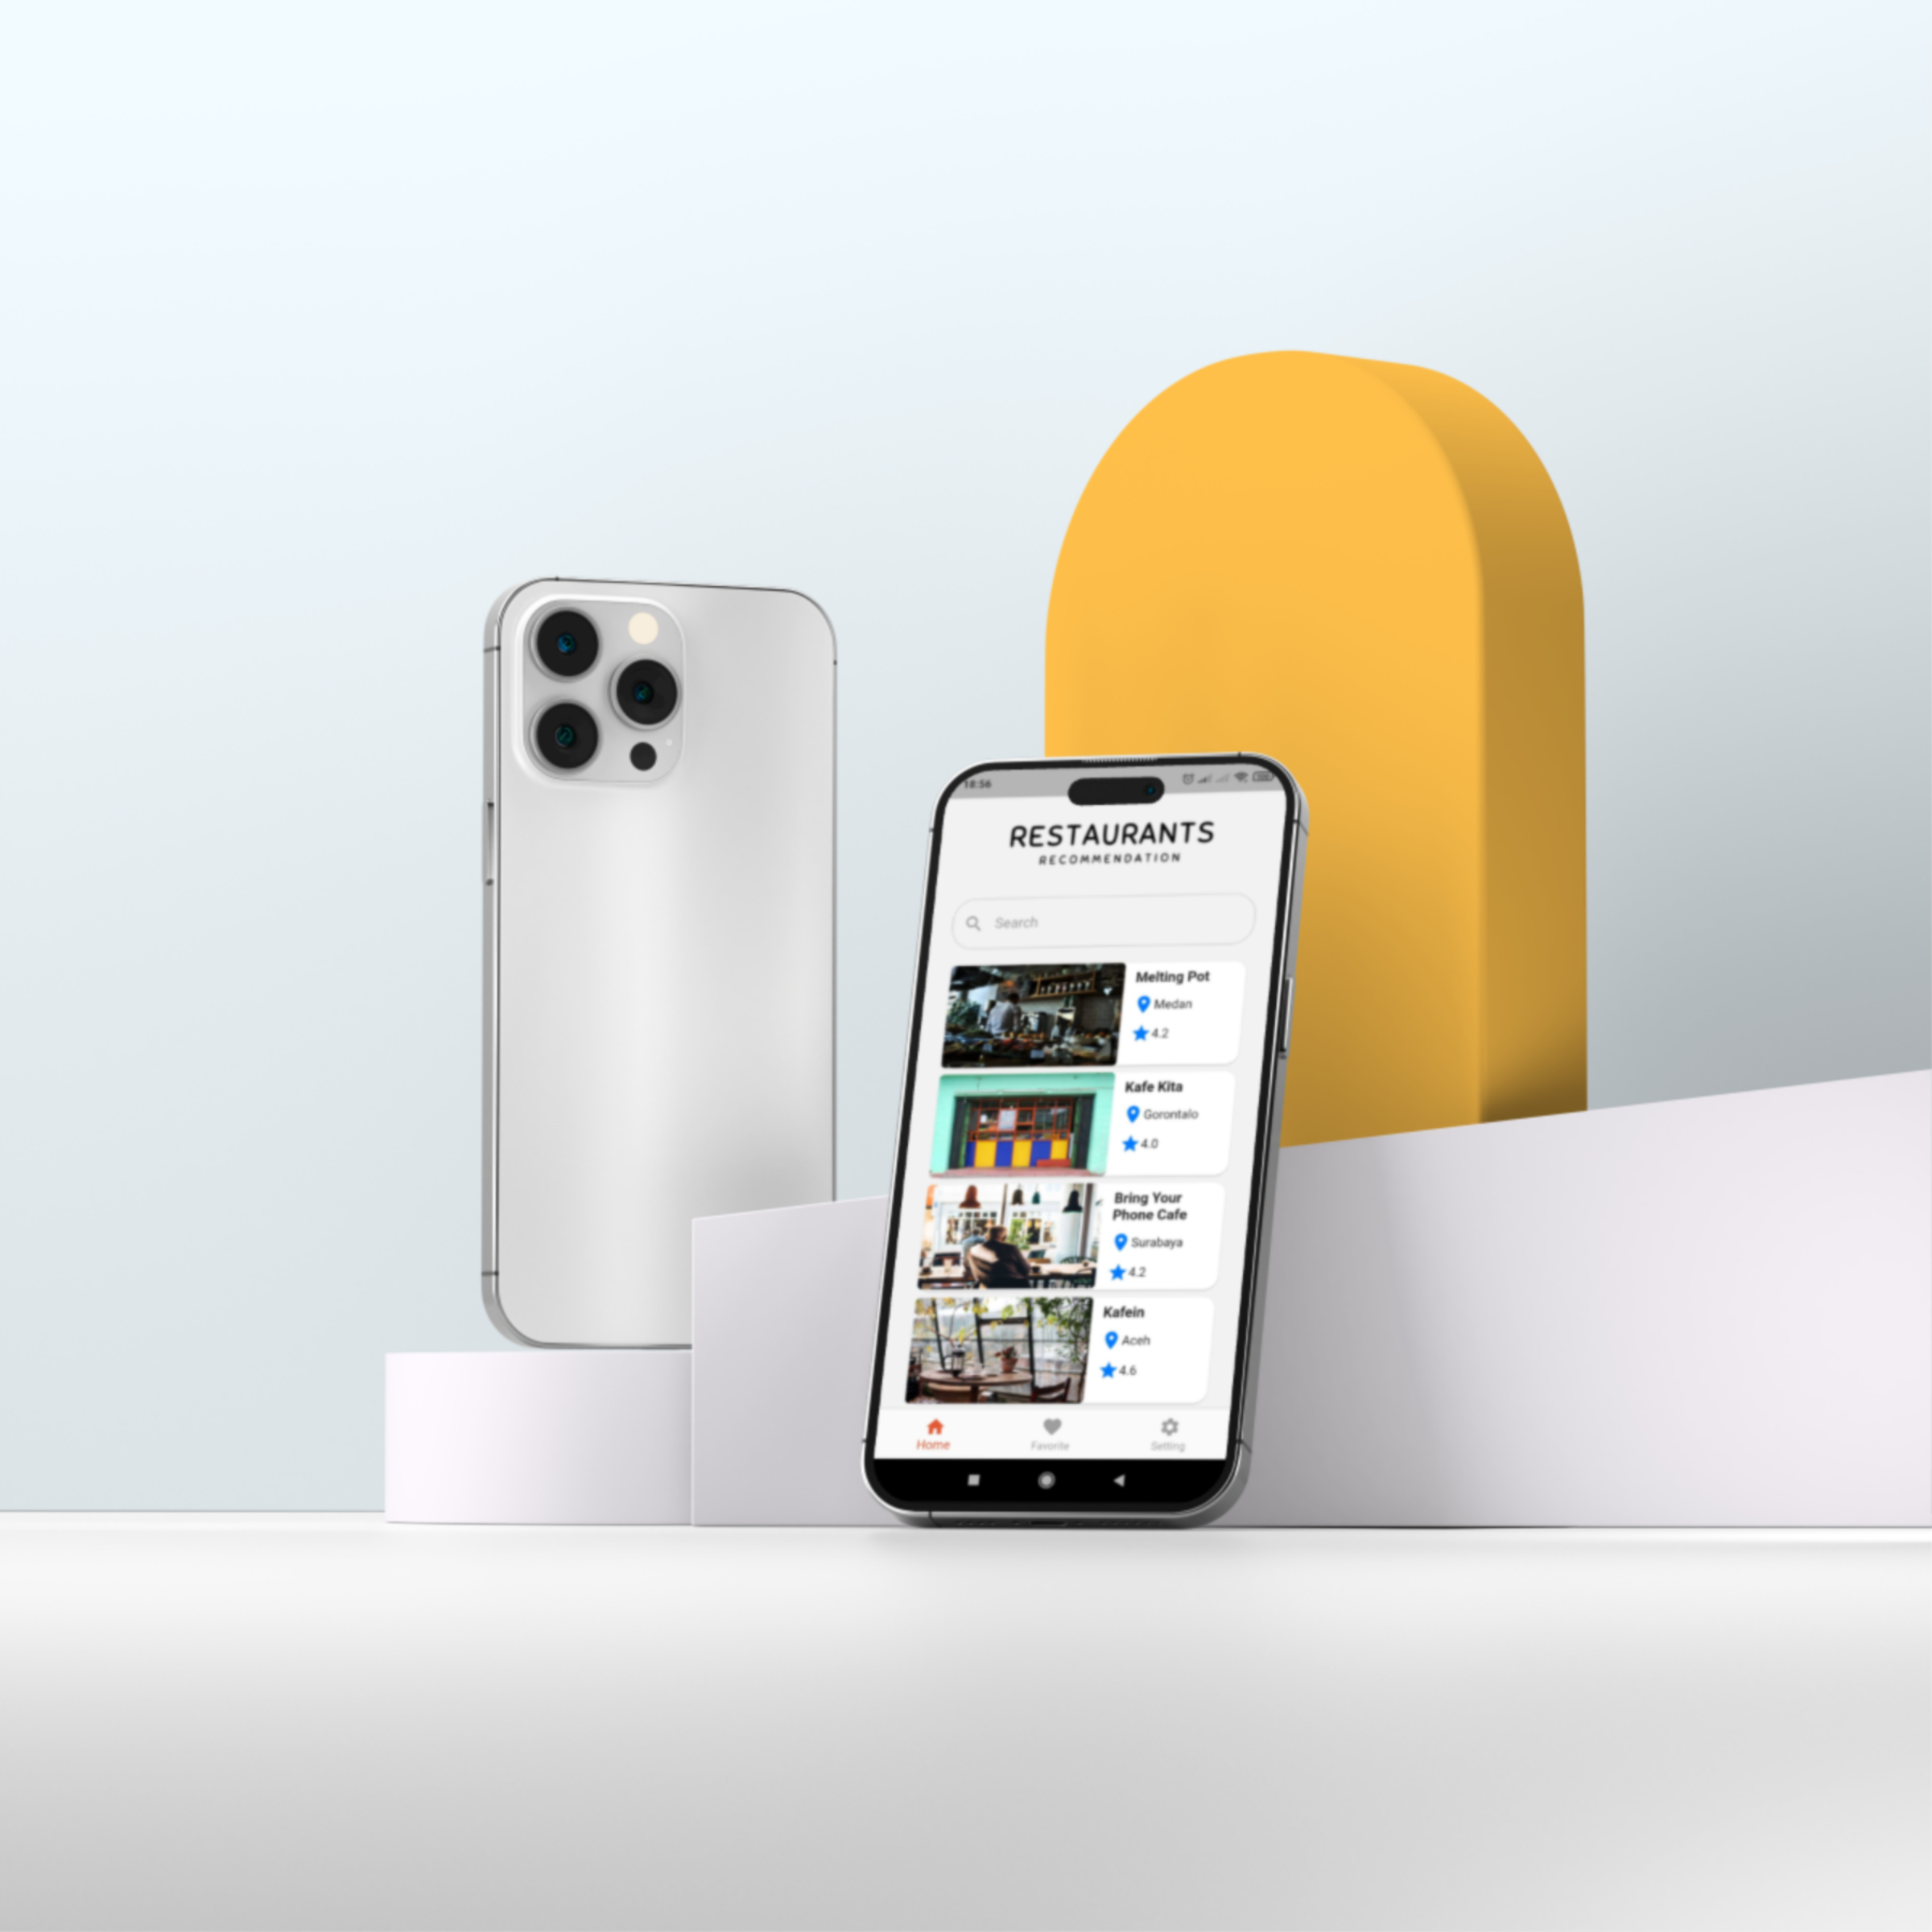 18:56
RESTAURANTS
RECOMMENDATION
Search
Melting Pot
Medan
4.2
Kafe Kita
Gorontalo
4.0
Bring Your
Phone Cafe
Surabaya
4.2
Kafein
Aceh
4.6
Home
Favorite
Setting